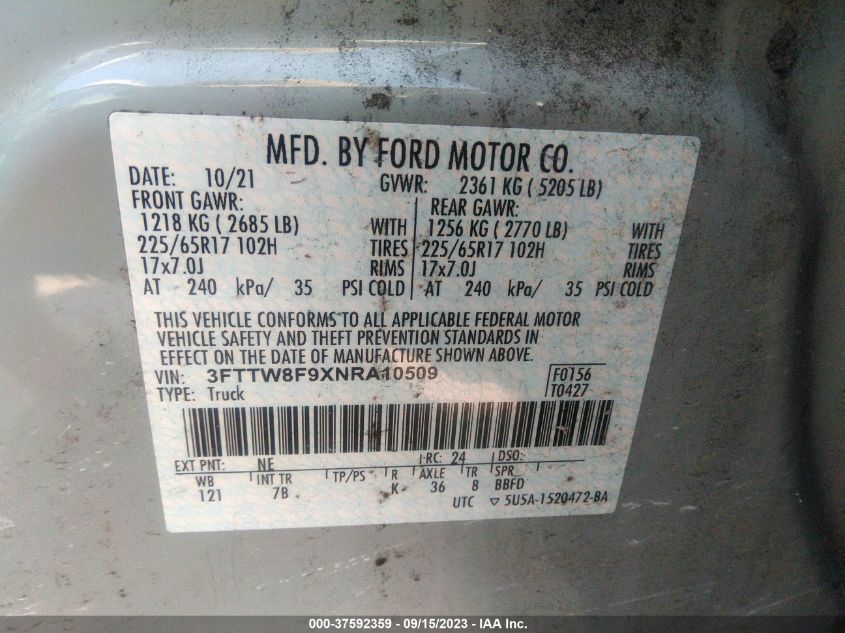 MFD. BY FORD MOTOR CO.
DATE: 10/21 GVWR: 2361 KG ( 5205 LB)
FRONT GAWR: REAR GAWR:
1218 KG ( 2685 LB) WITH 1256 KG ( 2770 LB) WITH
225/65R17 102H TIRES 225/65R17 102H TIRES
17x7.0J RIMS 17x7.0J RIMS
AT 240 kPa/ 35 PSI COLD AT 240 kPa/ 35 PSI COLD
THIS VEHICLE CONFORMS TO ALL APPLICABLE FEDERAL MOTOR
VEHICLE SAFETY AND THEFT PREVENTION STANDARDS IN
EFFECT ON THE DATE OF MANUFACTURE SHOWN ABOVE.
VIN: 3FTTW8F9XNRA10509 F0156
TYPE: Truck T0427
EXT PNT: NE RC: 24 DSO:
WB INT TR TP/PS R AXLE TR SPR
121 7B K 36 8 BBFD
UTC ▽ 5U5A-1520472-BA
000-37592359 - 09/15/2023 - IAA Inc.